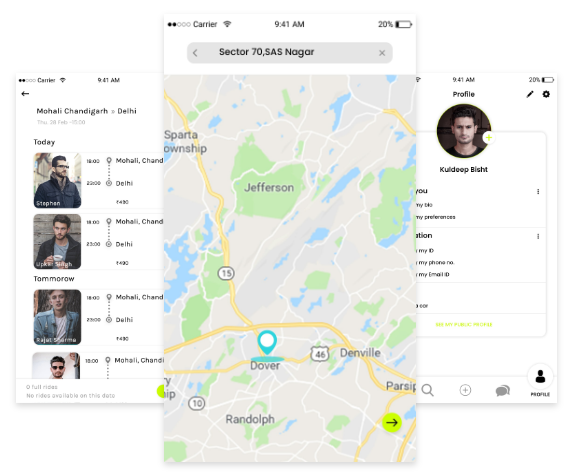 Carrier
9:41 AM
Mohali Chandigarh » Delhi
Thu 28 Feb -15:00
Today
18:00 Mohali, Chand
23:00 Delhi
₹490
Stephen
18:00 Mohali, Chand
23:00 Delhi
₹490
Singh
Tommorow
18:00 Mohali, Chand
23:00 Delhi
₹490
Rajat Sharma
18:00 Mohali, Chand
0 full rides
No rides available on this date
Carrier
9:41 AM
20%
Sector 70,SAS Nagar
Sparta
ownship
Jefferson
15
46
Denville
Dover
ry
ip
10
Parsip
Randolph
9:41 AM
20%
Profile
Kuldeep Bisht
you
my bio
my preferences
ation
my ID
my phone no.
my Email ID
car
SEE MY PUBLIC PROFILE
PROFILE